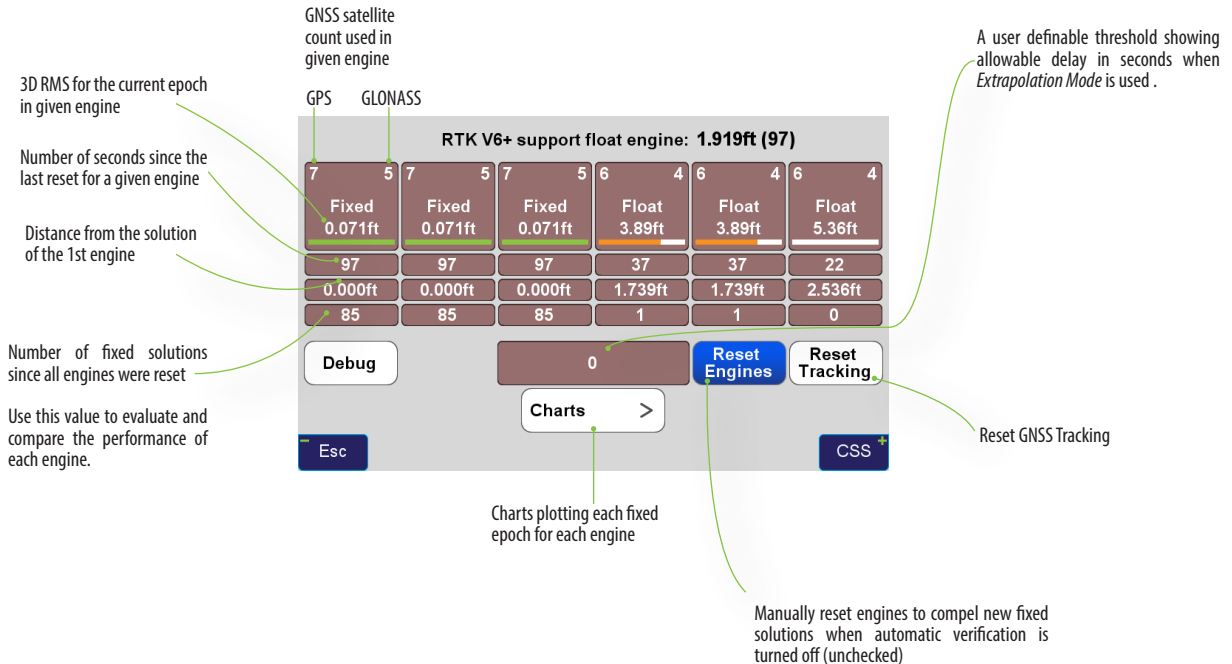 GNSS satellite
count used in
given engine
GPS GLONASS
3D RMS for the current epoch
in given engine
Number of seconds since the
last reset for a given engine
Distance from the solution
of the 1st engine
Number of fixed solutions
since all engines were reset
Use this value to evaluate and
compare the performance of
each engine.
A user definable threshold showing
allowable delay in seconds when
Extrapolation Mode is used .
RTK V6+ support float engine: 1.919ft (97)
7 5 7 5 7 5 6 4 6 4 6 4
Fixed Fixed Fixed Float Float Float
0.071ft 0.071ft 0.071ft 3.89ft 3.89ft 5.36ft
97 97 97 37 37 22
0.000ft 0.000ft 0.000ft 1.739ft 1.739ft 2.536ft
85 85 85 1 1 0
Debug 0 Reset Engines Reset Tracking
Charts >
- Esc CSS +
Reset GNSS Tracking
Charts plotting each fixed
epoch for each engine
Manually reset engines to compel new fixed
solutions when automatic verification is
turned off (unchecked)